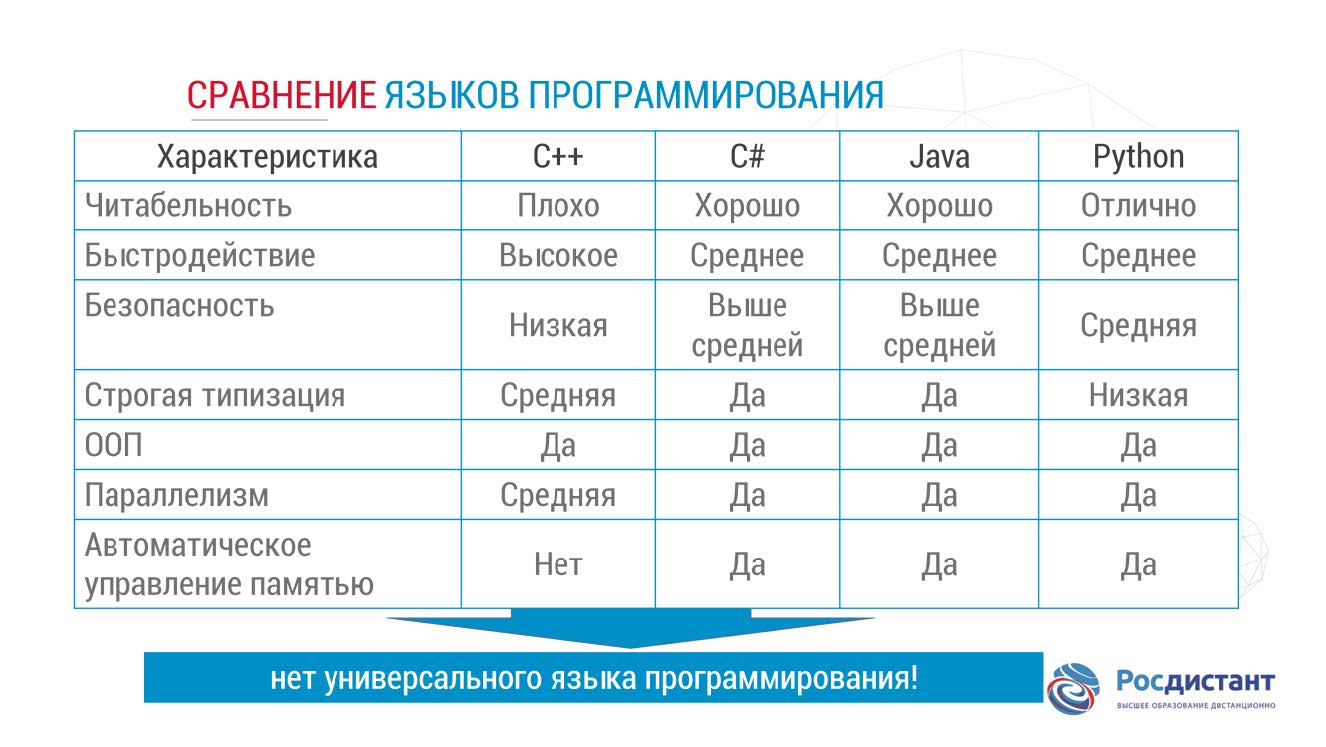 СРАВНЕНИЕ ЯЗЫКОВ ПРОГРАММИРОВАНИЯ
Характеристика C++ C# Java Python
Читабельность Плохо Хорошо Хорошо Отлично
Быстродействие Высокое Среднее Среднее Среднее
Безопасность Низкая Выше средней Выше средней Средняя
Строгая типизация Средняя Да Да Низкая
ООП Да Да Да Да
Параллелизм Средняя Да Да Да
Автоматическое
управление памятью Нет Да Да Да
нет универсального языка программирования!
Росдистант
ВЫСШЕЕ ОБРАЗОВАНИЕ ДИСТАНЦИОННО